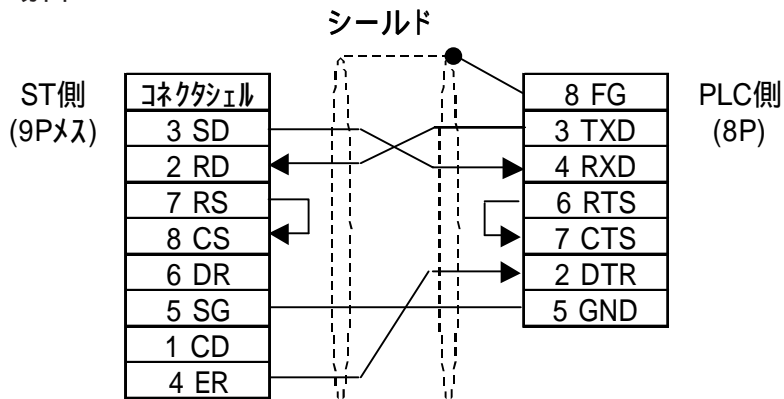 シールド
ST側
(9Pメス)
コネクタシェル
3 SD
2 RD
7 RS
8 CS
6 DR
5 SG
1 CD
4 ER
8 FG
3 TXD
4 RXD
6 RTS
7 CTS
2 DTR
5 GND
PLC側
(8P)